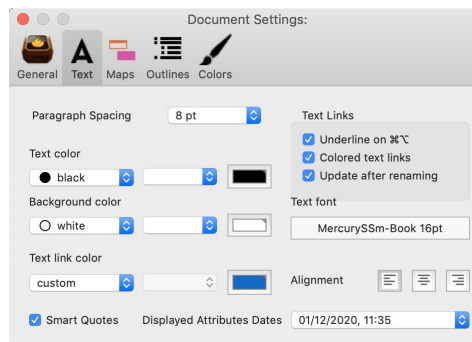 Document Settings:
General Text Maps Outlines Colors
Paragraph Spacing 8 pt Text Links
Underline on ⌘⌥
Colored text links
Update after renaming
Text color
black
Background color Text font
white MercurySSm-Book 16pt
Text link color
custom Alignment
Smart Quotes Displayed Attributes Dates 01/12/2020, 11:35